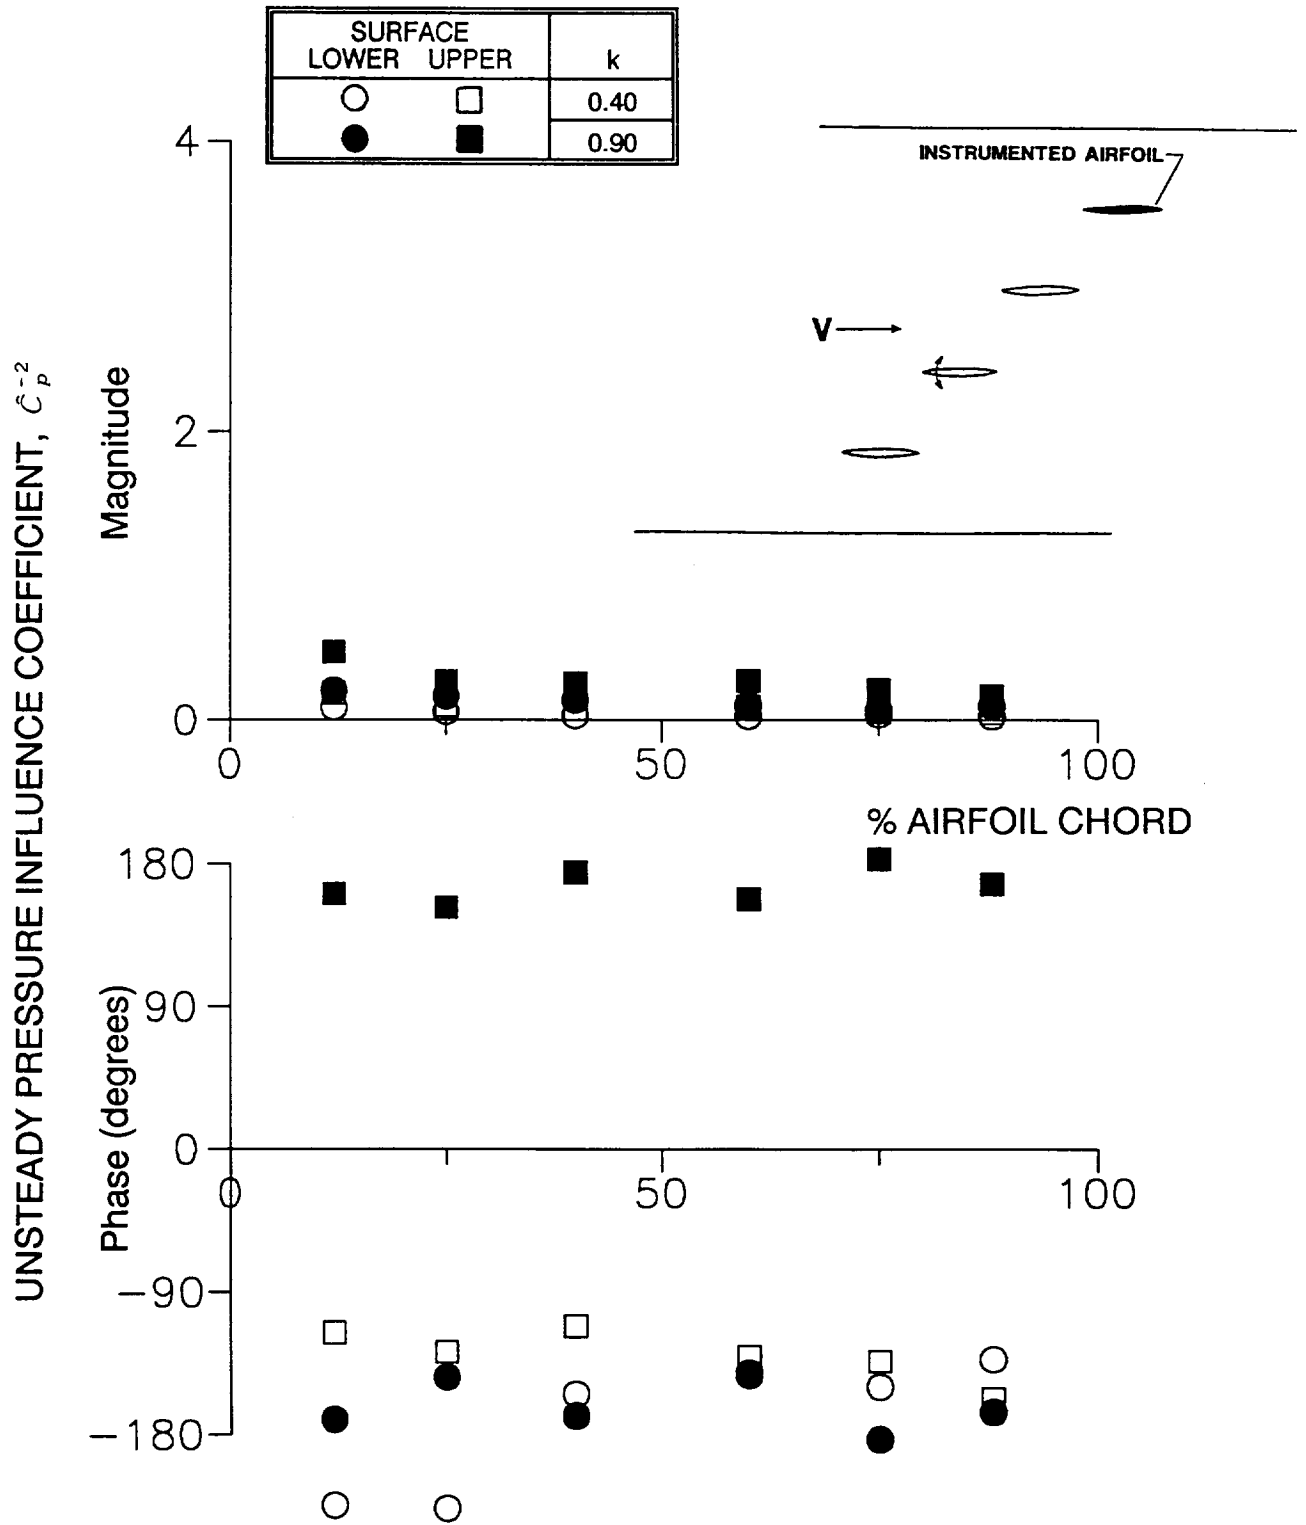 SURFACE
LOWER UPPER k
0.40
0.90
INSTRUMENTED AIRFOIL
V
UNSTEADY PRESSURE INFLUENCE COEFFICIENT, Ĉp^-2
Magnitude
4
2
0
0 50 100
% AIRFOIL CHORD
Phase (degrees)
180
90
0
0 50 100
-90
-180